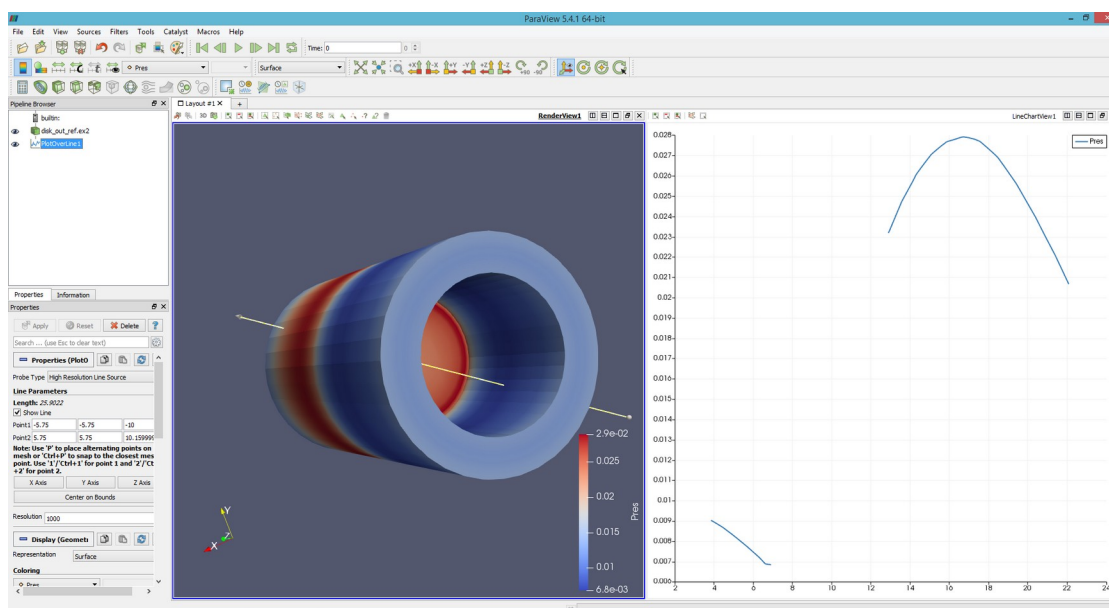 ParaView 5.4.1 64-bit
File Edit View Sources Filters Tools Catalyst Macros Help
Time: 0 0
Pres Surface
+X -X +Y -Y +Z -Z +90 -90
Pipeline Browser
builtin:
disk_out_ref.ex2
PlotOverLine1
Layout #1 +
3D
RenderView1
LineChartView1
Properties Information
Properties
Apply Reset Delete ?
Search ... (use Esc to clear text)
Properties (PlotO
Probe Type High Resolution Line Source
Line Parameters
Length: 25.9022
Show Line
Point1 -5.75 -5.75 -10
Point2 5.75 5.75 10.159999
Note: Use 'P' to place alternating points on
mesh or 'Ctrl+P' to snap to the closest mes
point. Use '1'/'Ctrl+1' for point 1 and '2'/'Ct
+2' for point 2.
X Axis Y Axis Z Axis
Center on Bounds
Resolution 1000
Display (Geometi
Representation Surface
Coloring
Pres
Y
Z
X
2.9e-02
0.025
0.02
0.015
0.01
6.8e-03
Pres
Pres
0.028
0.027
0.026
0.025
0.024
0.023
0.022
0.021
0.02
0.019
0.018
0.017
0.016
0.015
0.014
0.013
0.012
0.011
0.01
0.009
0.008
0.007
0.006
2 4 6 8 10 12 14 16 18 20 22 24